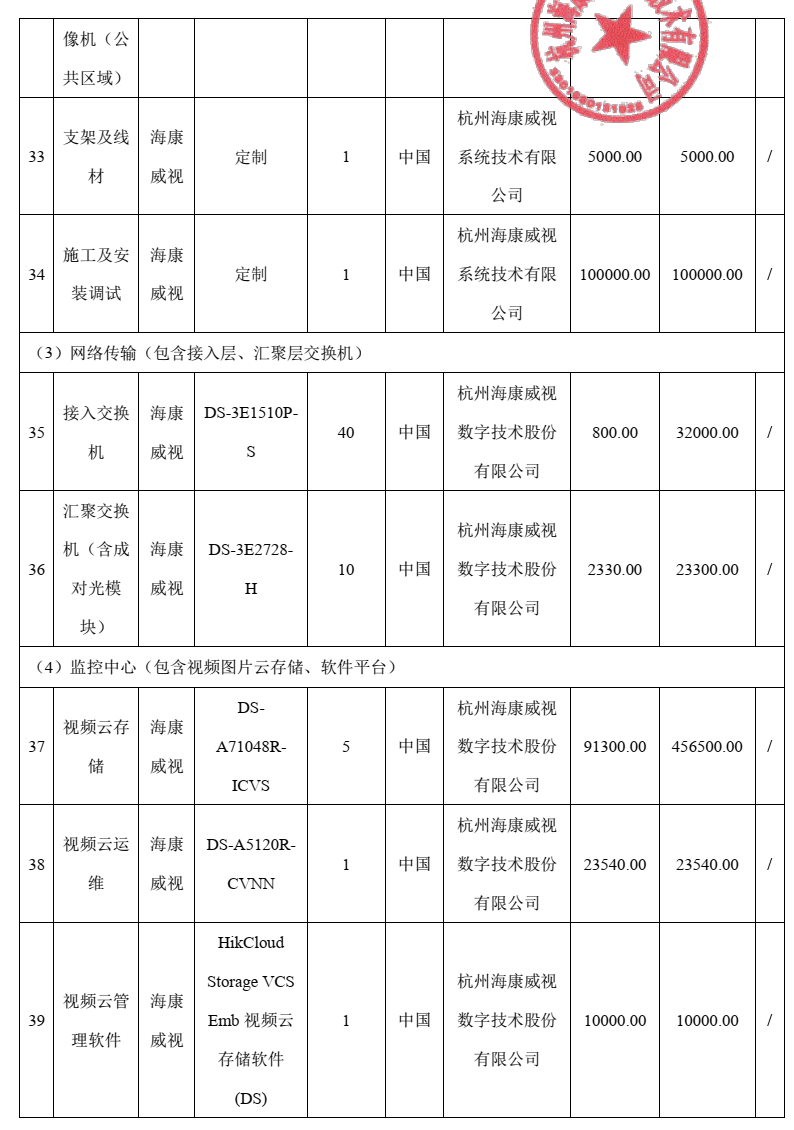 像机（公
共区域）
33
支架及线
材
海康
威视
定制
1
中国
杭州海康威视
系统技术有限
公司
5000.00
5000.00
/
34
施工及安
装调试
海康
威视
定制
1
中国
杭州海康威视
系统技术有限
公司
100000.00
100000.00
/
（3）网络传输（包含接入层、汇聚层交换机）
35
接入交换
机
海康
威视
DS-3E1510P-
S
40
中国
杭州海康威视
数字技术股份
有限公司
800.00
32000.00
/
36
汇聚交换
机（含成
对光模
块）
海康
威视
DS-3E2728-
H
10
中国
杭州海康威视
数字技术股份
有限公司
2330.00
23300.00
/
（4）监控中心（包含视频图片云存储、软件平台）
37
视频云存
储
海康
威视
DS-
A71048R-
ICVS
5
中国
杭州海康威视
数字技术股份
有限公司
91300.00
456500.00
/
38
视频云运
维
海康
威视
DS-A5120R-
CVNN
1
中国
杭州海康威视
数字技术股份
有限公司
23540.00
23540.00
/
39
视频云管
理软件
海康
威视
HikCloud
Storage VCS
Emb 视频云
存储软件
(DS)
1
中国
杭州海康威视
数字技术股份
有限公司
10000.00
10000.00
/